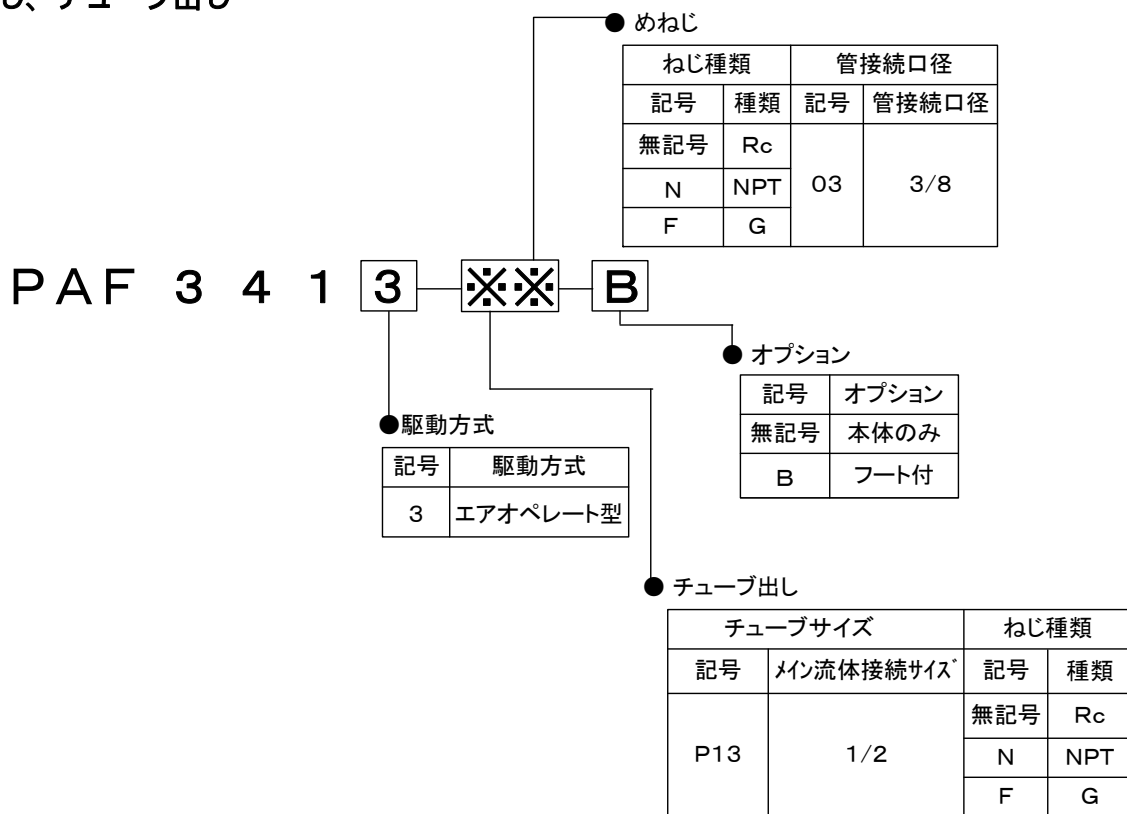 チューブ出し
● めねじ
ねじ種類 管接続口径
記号 種類 記号 管接続口径
無記号 Rc
N NPT 03 3/8
F G
PAF 3 4 1 3 ※※ B
● オプション
記号 オプション
無記号 本体のみ
B フート付
●駆動方式
記号 駆動方式
3 エアオペレート型
● チューブ出し
チューブサイズ ねじ種類
記号 メイン流体接続サイズ 記号 種類
無記号 Rc
P13 1/2 N NPT
F G